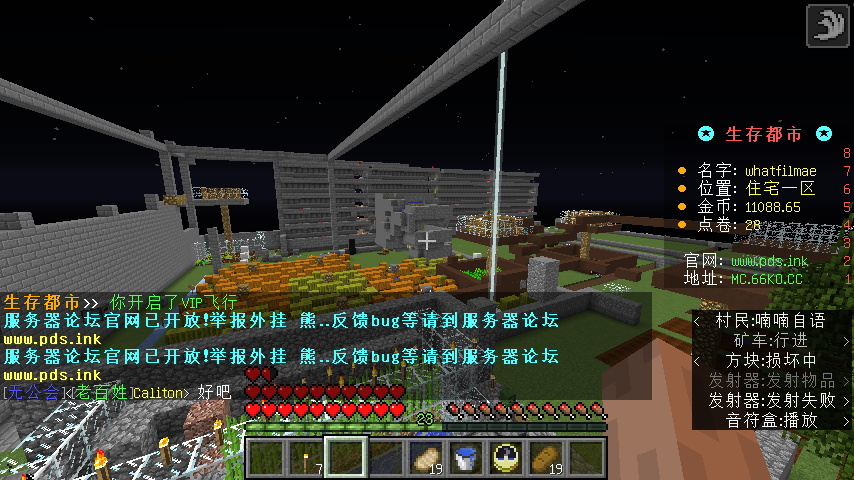 生存都市
8
名字: whatfilmae 7
位置: 住宅一区 6
金币: 11088.65 5
点卷: 28 4
3
官网: www.pds.ink 2
地址: MC.66KO.CC 1
生存都市>> 你开启了VIP飞行
服务器论坛官网已开放!举报外挂 熊..反馈bug等请到服务器论坛
www.pds.ink
服务器论坛官网已开放!举报外挂 熊..反馈bug等请到服务器论坛
www.pds.ink
[无公会]<[老百姓]Caliton> 好吧
< 村民:喃喃自语
矿车:行进 >
< 方块:损坏中
发射器:发射物品 >
发射器:发射失败 >
音符盒:播放 >
28
7
19
19